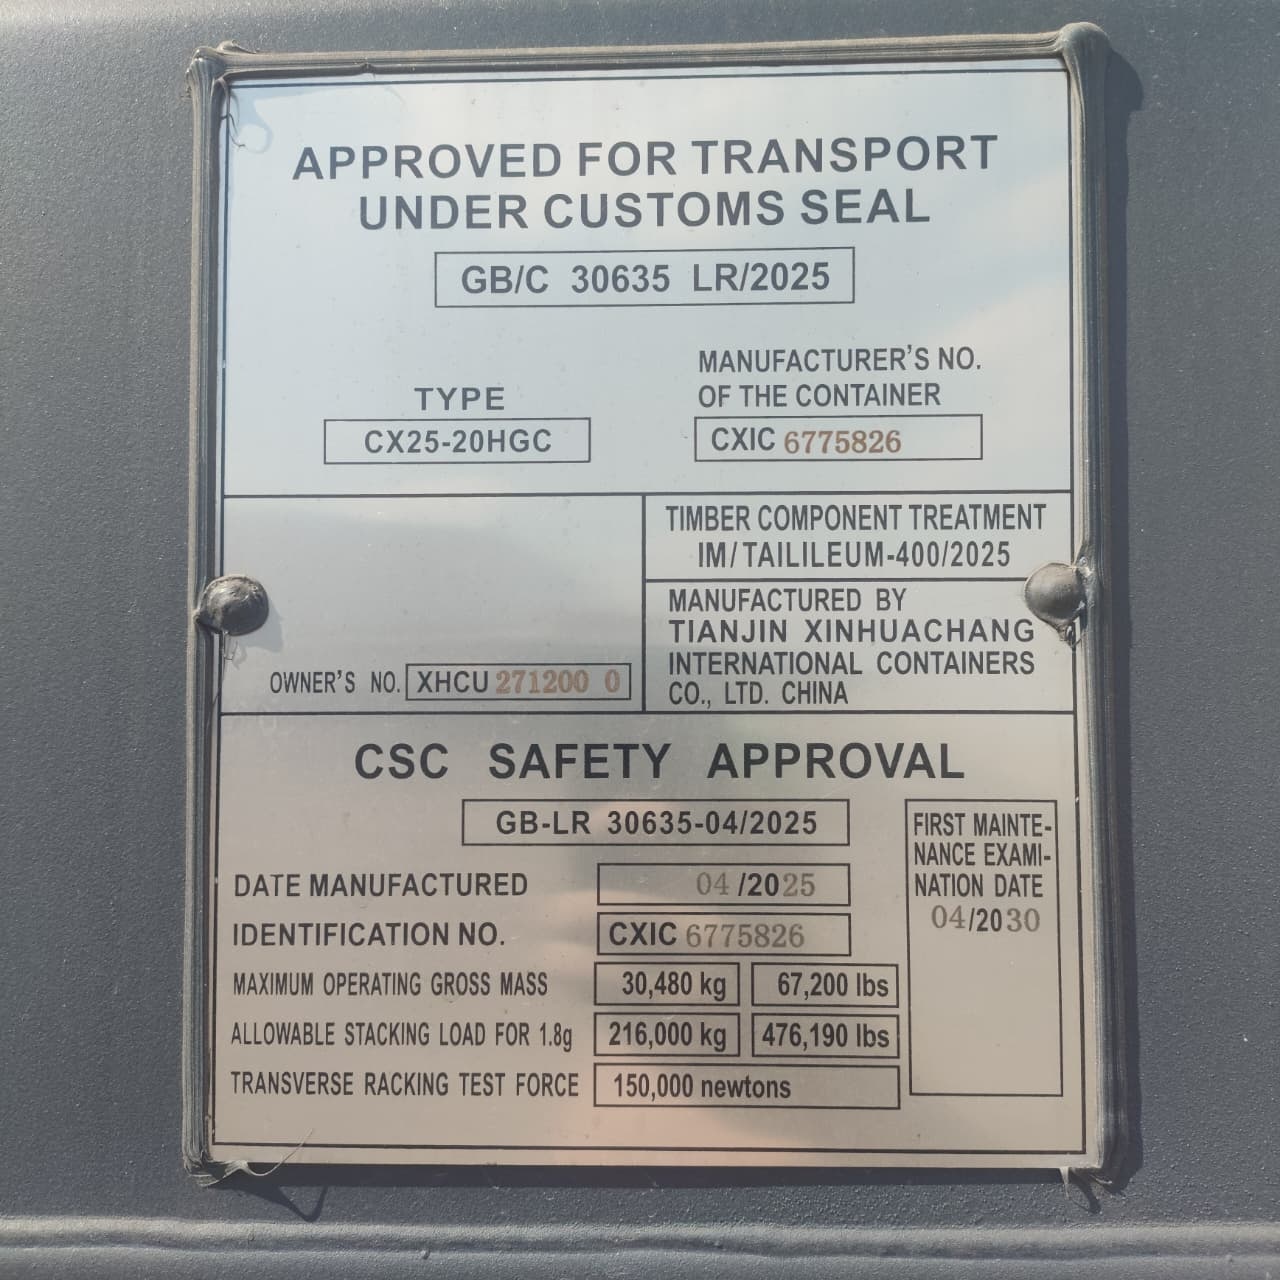 APPROVED FOR TRANSPORT
UNDER CUSTOMS SEAL
GB/C 30635 LR/2025
TYPE
CX25-20HGC
MANUFACTURER'S NO.
OF THE CONTAINER
CXIC 6775826
OWNER'S NO. XHCU 271200 0
TIMBER COMPONENT TREATMENT
IM/TAILILEUM-400/2025
MANUFACTURED BY
TIANJIN XINHUACHANG
INTERNATIONAL CONTAINERS
CO., LTD. CHINA
CSC SAFETY APPROVAL
GB-LR 30635-04/2025
DATE MANUFACTURED 04/2025
IDENTIFICATION NO. CXIC 6775826
MAXIMUM OPERATING GROSS MASS 30,480 kg 67,200 lbs
ALLOWABLE STACKING LOAD FOR 1.8g 216,000 kg 476,190 lbs
TRANSVERSE RACKING TEST FORCE 150,000 newtons
FIRST MAINTE-
NANCE EXAMI-
NATION DATE
04/2030